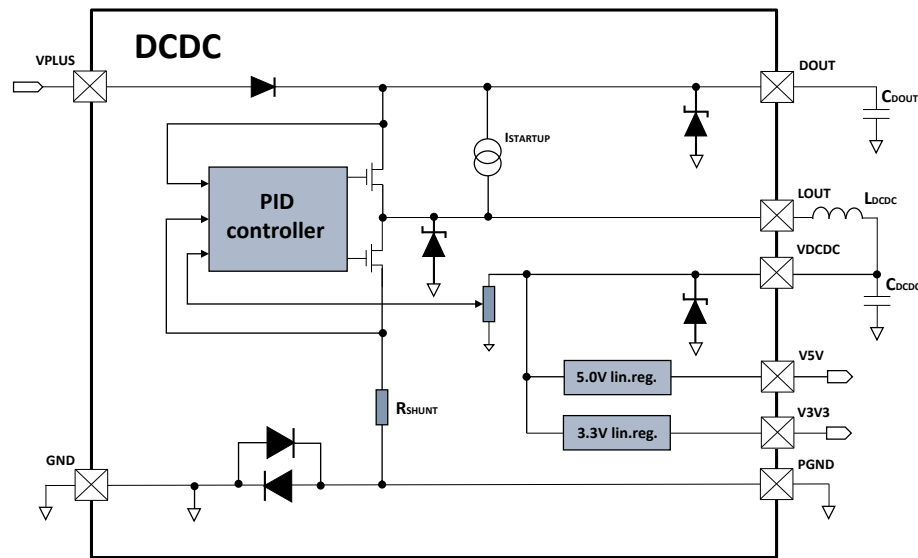 DCDC
VPLUS
DOUT
CDOUT
ISTARTUP
PID
controller
LOUT
LDCDC
VDCDC
CDCDC
V5V
5.0V lin.reg.
RSHUNT
V3V3
3.3V lin.reg.
GND
PGND